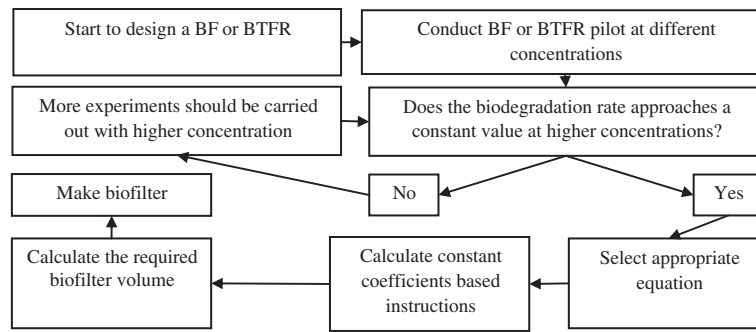 Start to design a BF or BTFR
Conduct BF or BTFR pilot at different
concentrations
More experiments should be carried
out with higher concentration
Does the biodegradation rate approaches a
constant value at higher concentrations?
No
Yes
Make biofilter
Calculate the required
biofilter volume
Calculate constant
coefficients based
instructions
Select appropriate
equation